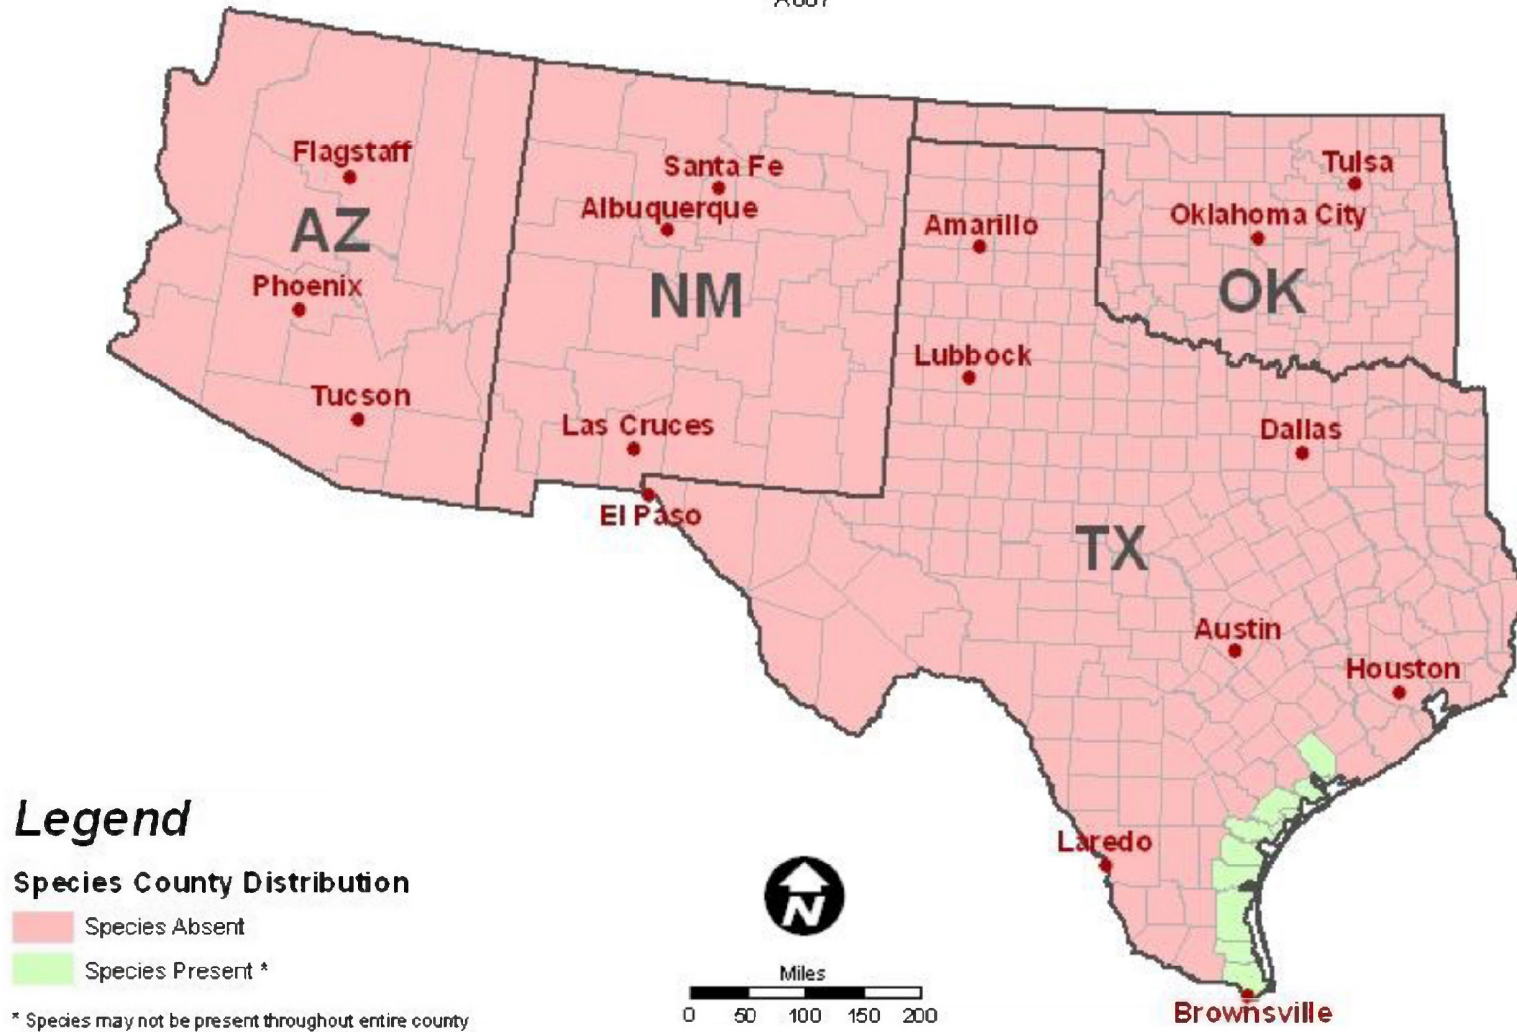 Flagstaff
Santa Fe
Tulsa
Albuquerque
Oklahoma City
Amarillo
AZ
Phoenix
NM
OK
Lubbock
Tucson
Las Cruces
Dallas
El Paso
TX
Austin
Houston
Legend
Laredo
Species County Distribution
Species Absent
N
Species Present *
Miles
0 50 100 150 200
* Species may not be present throughout entire county
Brownsville